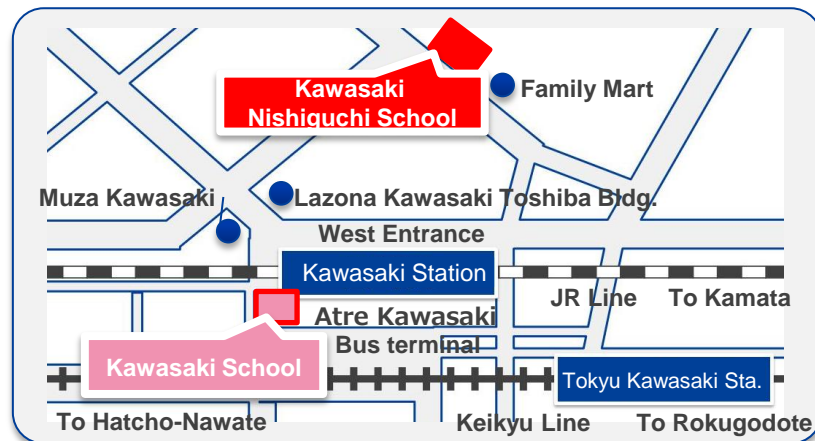 Kawasaki
Nishiguchi School
Family Mart
Muza Kawasaki
Lazona Kawasaki Toshiba Bldg.
West Entrance
Kawasaki Station
JR Line
To Kamata
Atre Kawasaki
Bus terminal
Kawasaki School
Tokyu Kawasaki Sta.
To Hatcho-Nawate
Keikyu Line
To Rokugodote